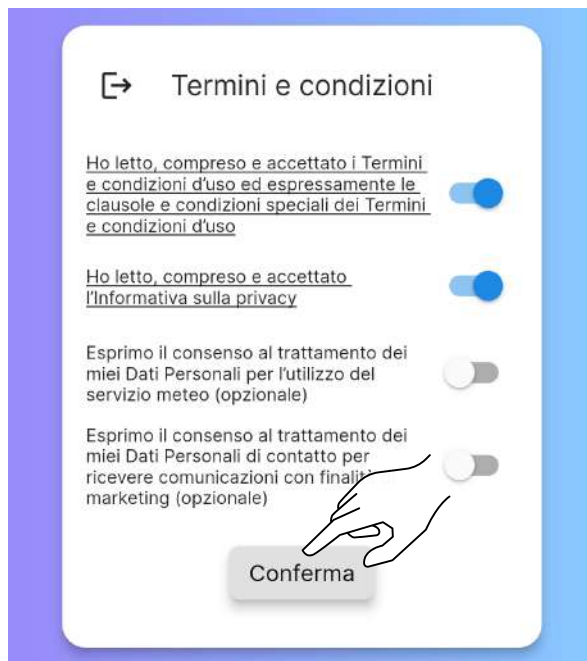 Termini e condizioni
Ho letto, compreso e accettato i Termini
e condizioni d'uso ed espressamente le
clausole e condizioni speciali dei Termini
e condizioni d'uso
Ho letto, compreso e accettato
l'Informativa sulla privacy
Esprimo il consenso al trattamento dei
miei Dati Personali per l'utilizzo del
servizio meteo (opzionale)
Esprimo il consenso al trattamento dei
miei Dati Personali di contatto per
ricevere comunicazioni con finalità
marketing (opzionale)
Conferma